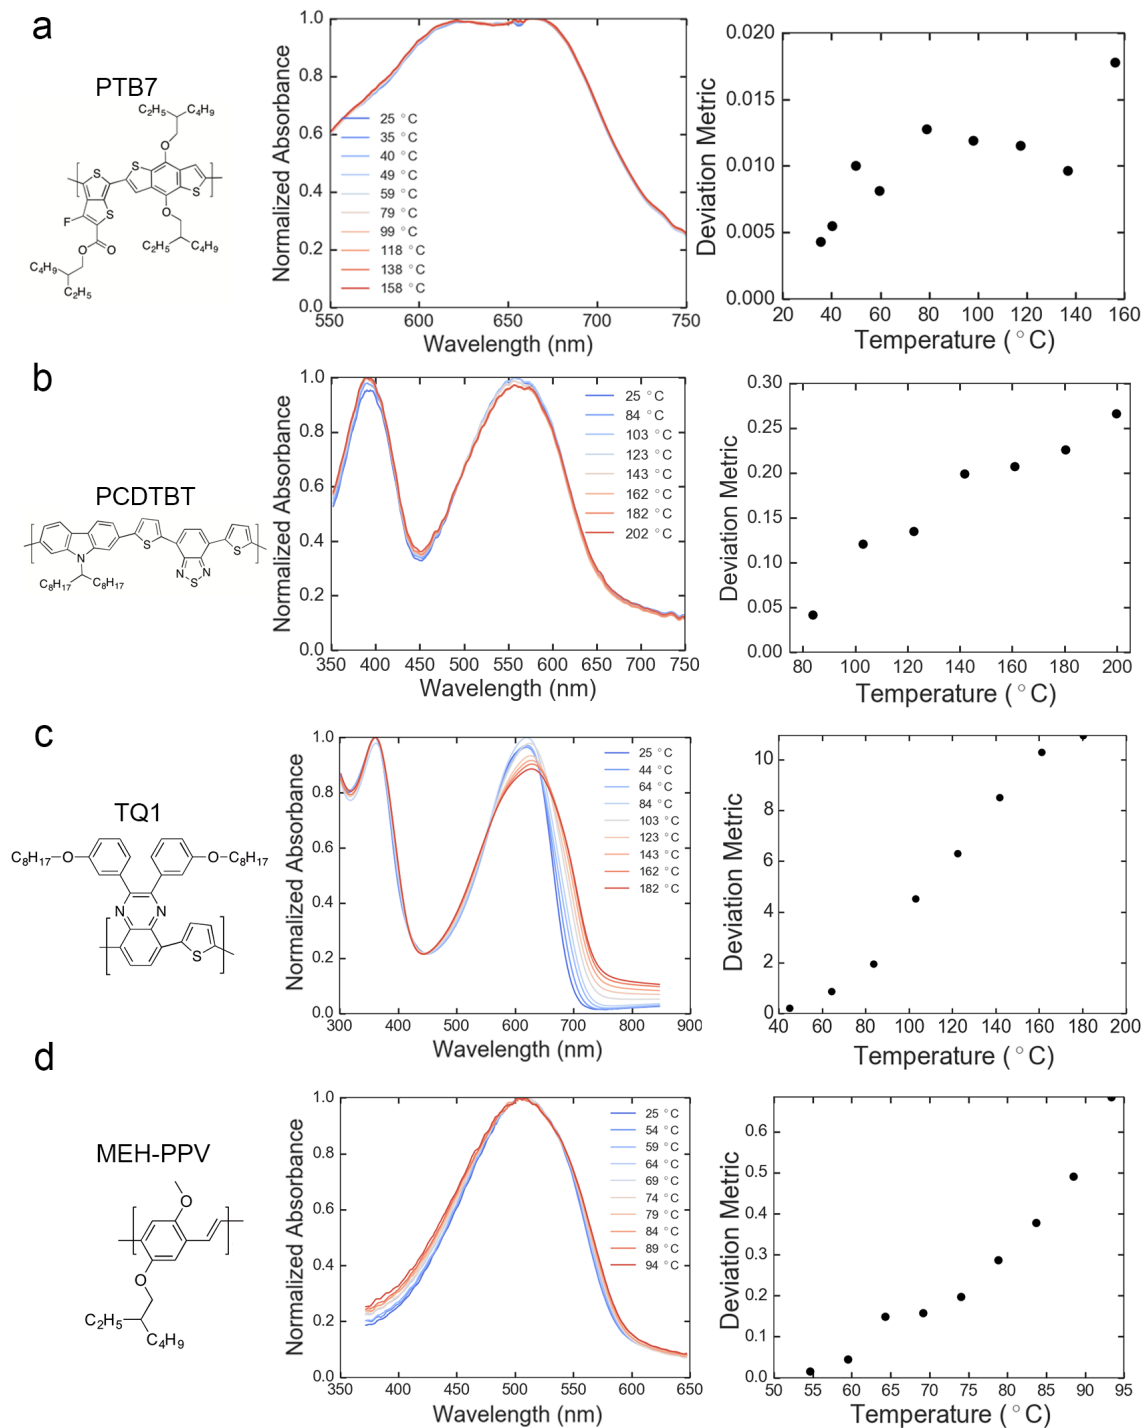 a
PTB7
C₂H₅
C₄H₉
O
S
S
S
S
F
O
O
O
C₂H₅
C₄H₉
C₄H₉
C₂H₅
Normalized Absorbance
1.0
0.8
0.6
0.4
0.2
0.0
25 °C
35 °C
40 °C
49 °C
59 °C
79 °C
99 °C
118 °C
138 °C
158 °C
550 600 650 700 750
Wavelength (nm)
Deviation Metric
0.020
0.015
0.010
0.005
0.000
20 40 60 80 100 120 140 160
Temperature (°C)
b
PCDTBT
N
C₈H₁₇ C₈H₁₇
S
N N
S
S
Normalized Absorbance
1.0
0.8
0.6
0.4
0.2
0.0
25 °C
84 °C
103 °C
123 °C
143 °C
162 °C
182 °C
202 °C
350 400 450 500 550 600 650 700 750
Wavelength (nm)
Deviation Metric
0.30
0.25
0.20
0.15
0.10
0.05
0.00
80 100 120 140 160 180 200
Temperature (°C)
c
TQ1
C₈H₁₇ O
O C₈H₁₇
N N
S
Normalized Absorbance
1.0
0.8
0.6
0.4
0.2
0.0
25 °C
44 °C
64 °C
84 °C
103 °C
123 °C
143 °C
162 °C
182 °C
300 400 500 600 700 800 900
Wavelength (nm)
Deviation Metric
10
8
6
4
2
0
40 60 80 100 120 140 160 180 200
Temperature (°C)
d
MEH-PPV
O
O
C₂H₅
C₄H₉
Normalized Absorbance
1.0
0.8
0.6
0.4
0.2
0.0
25 °C
54 °C
59 °C
64 °C
69 °C
74 °C
79 °C
84 °C
89 °C
94 °C
350 400 450 500 550 600 650
Wavelength (nm)
Deviation Metric
0.6
0.5
0.4
0.3
0.2
0.1
0.0
50 55 60 65 70 75 80 85 90 95
Temperature (°C)